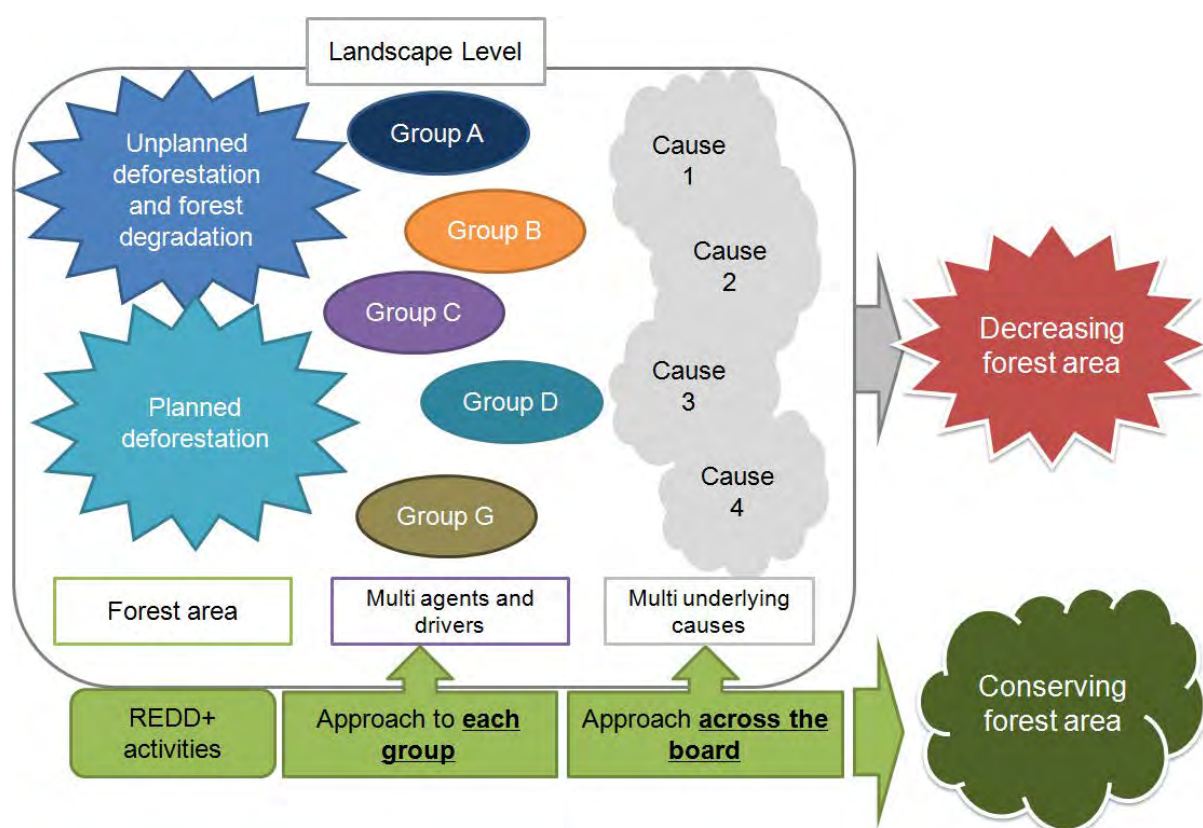 Landscape Level
Unplanned
deforestation
and forest
degradation
Planned
deforestation
Group A
Group B
Group C
Group D
Group G
Cause
1
Cause
2
Cause
3
Cause
4
Forest area
Multi agents and
drivers
Multi underlying
causes
Decreasing
forest area
REDD+
activities
Approach to each
group
Approach across the
board
Conserving
forest area